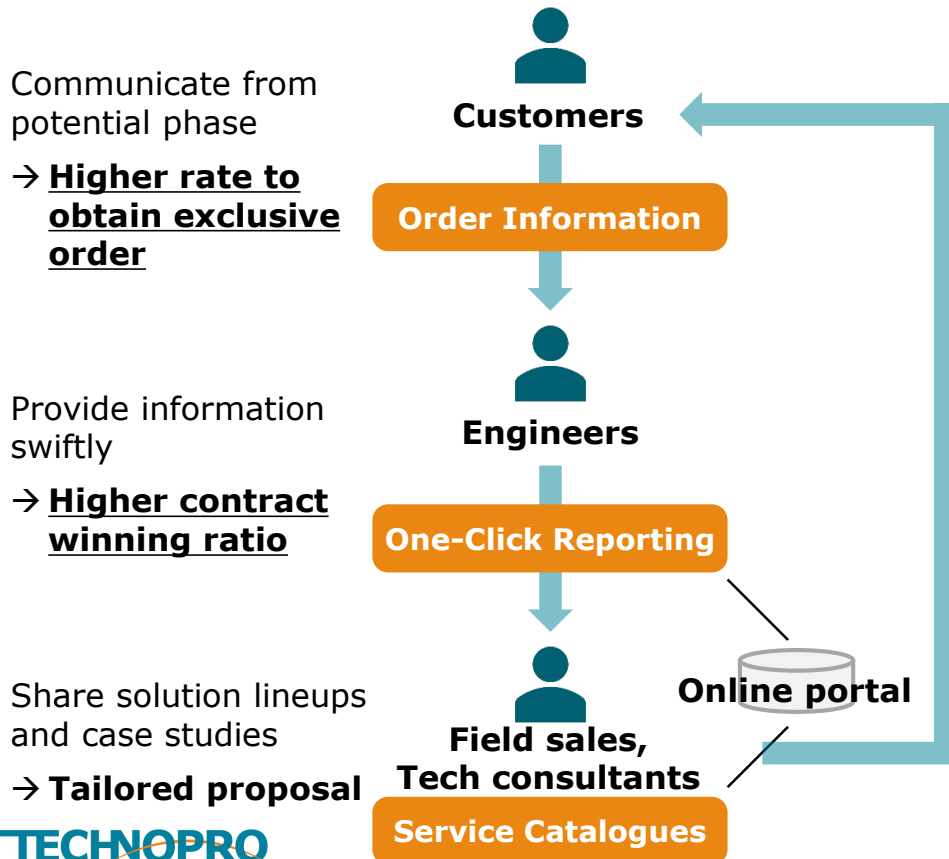 Communicate from
potential phase
→ Higher rate to
obtain exclusive
order
Customers
Order Information
Provide information
swiftly
→ Higher contract
winning ratio
Engineers
One-Click Reporting
Share solution lineups
and case studies
→ Tailored proposal
Field sales,
Tech consultants
Online portal
Service Catalogues
TECHNOPRO